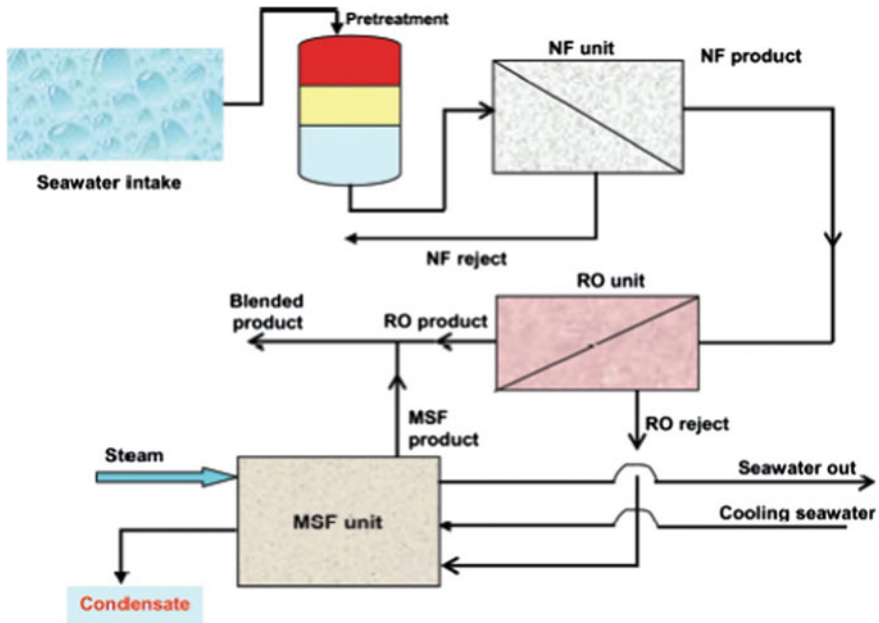 Pretreatment
NF unit
NF product
Seawater intake
NF reject
RO unit
Blended
product
RO product
RO reject
MSF
product
Steam
Seawater out
MSF unit
Cooling seawater
Condensate